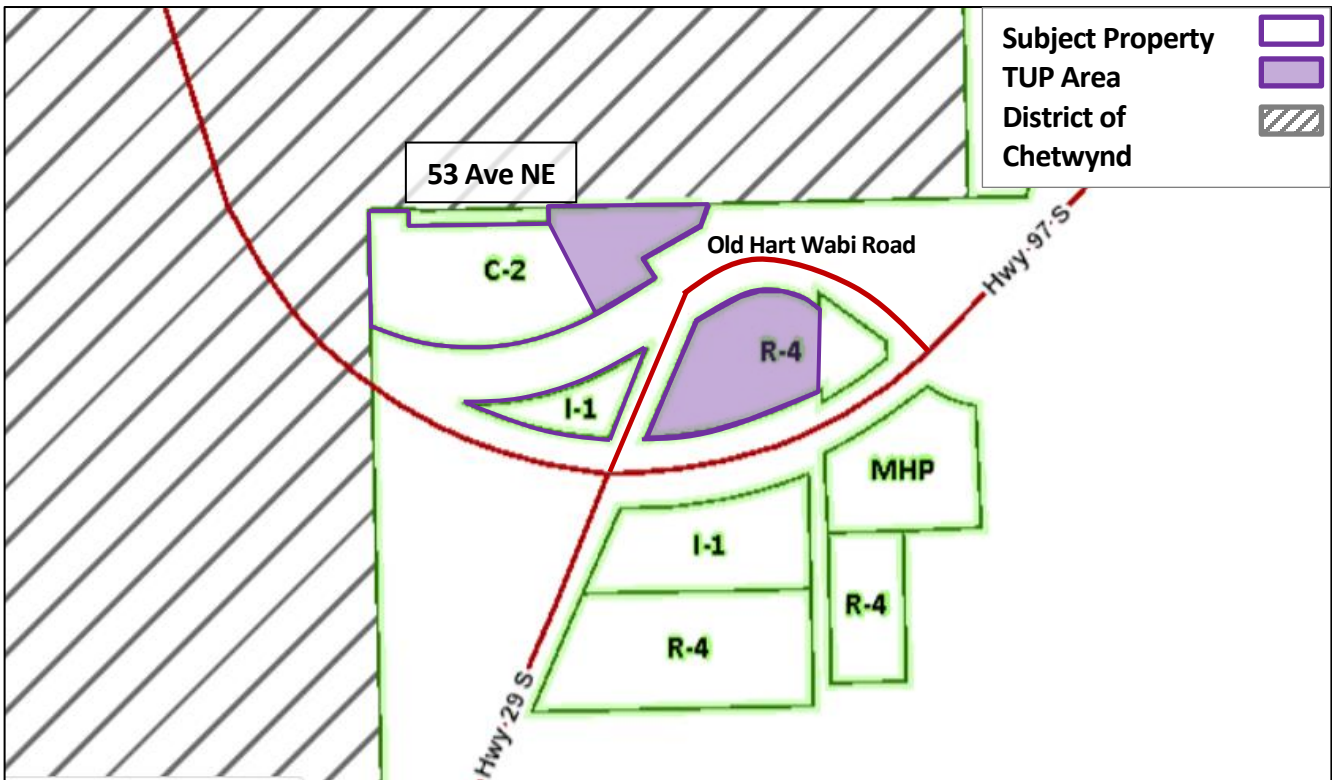 Subject Property
TUP Area
District of
Chetwynd
53 Ave NE
Hwy 97 S
Old Hart Wabi Road
C-2
R-4
I-1
MHP
I-1
R-4
R-4
Hwy 29 S